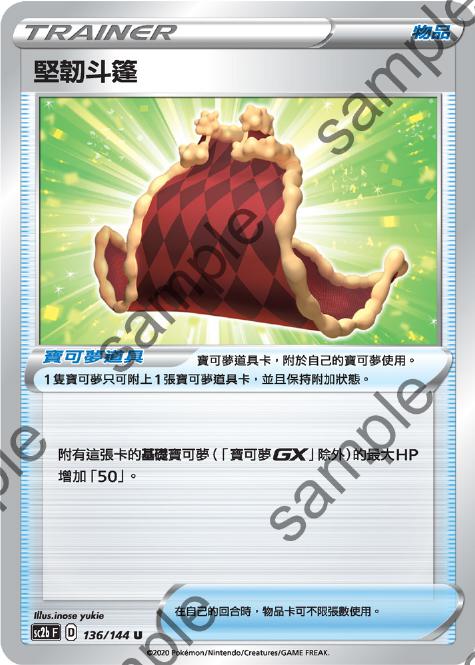 TRAINER 物品
堅韌斗篷
寶可夢道具 寶可夢道具卡，附於自己的寶可夢使用。
1隻寶可夢只可附上1張寶可夢道具卡，並且保持附加狀態。
附有這張卡的基礎寶可夢（「寶可夢GX」除外）的最大HP
增加「50」。
Illus.inose yukie
sc2b F D 136/144 U
在自己的回合時，物品卡可不限張數使用。
©2020 Pokémon/Nintendo/Creatures/GAME FREAK.
sample
sample
sample
sample
sample
sample